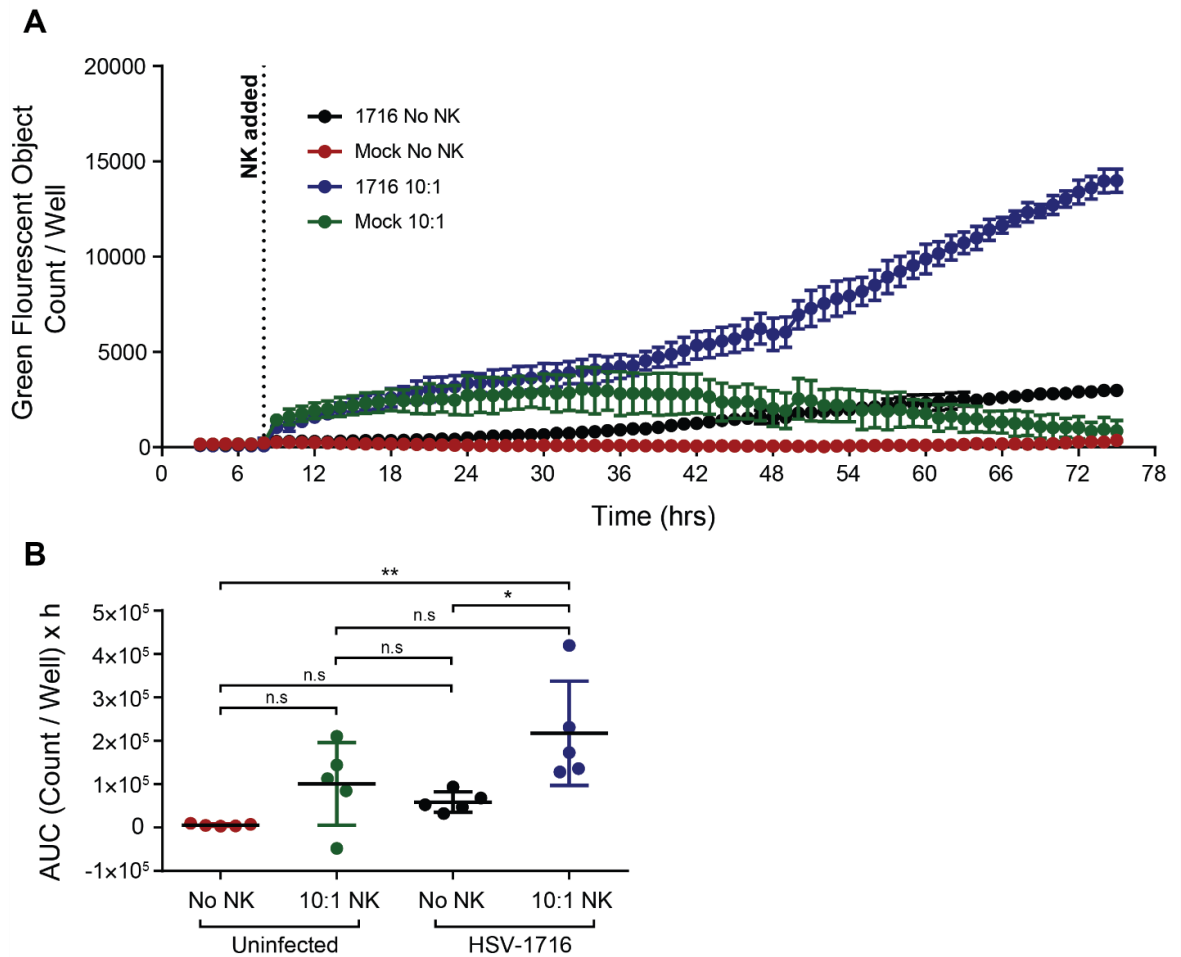 A
Green Flourescent Object
Count / Well
20000
15000
10000
5000
0
NK added
1716 No NK
Mock No NK
1716 10:1
Mock 10:1
0 6 12 18 24 30 36 42 48 54 60 66 72 78
Time (hrs)
B
AUC (Count / Well) x h
5×10⁵
4×10⁵
3×10⁵
2×10⁵
1×10⁵
0
-1×10⁵
**
*
n.s
n.s
n.s
n.s
No NK 10:1 NK No NK 10:1 NK
Uninfected HSV-1716